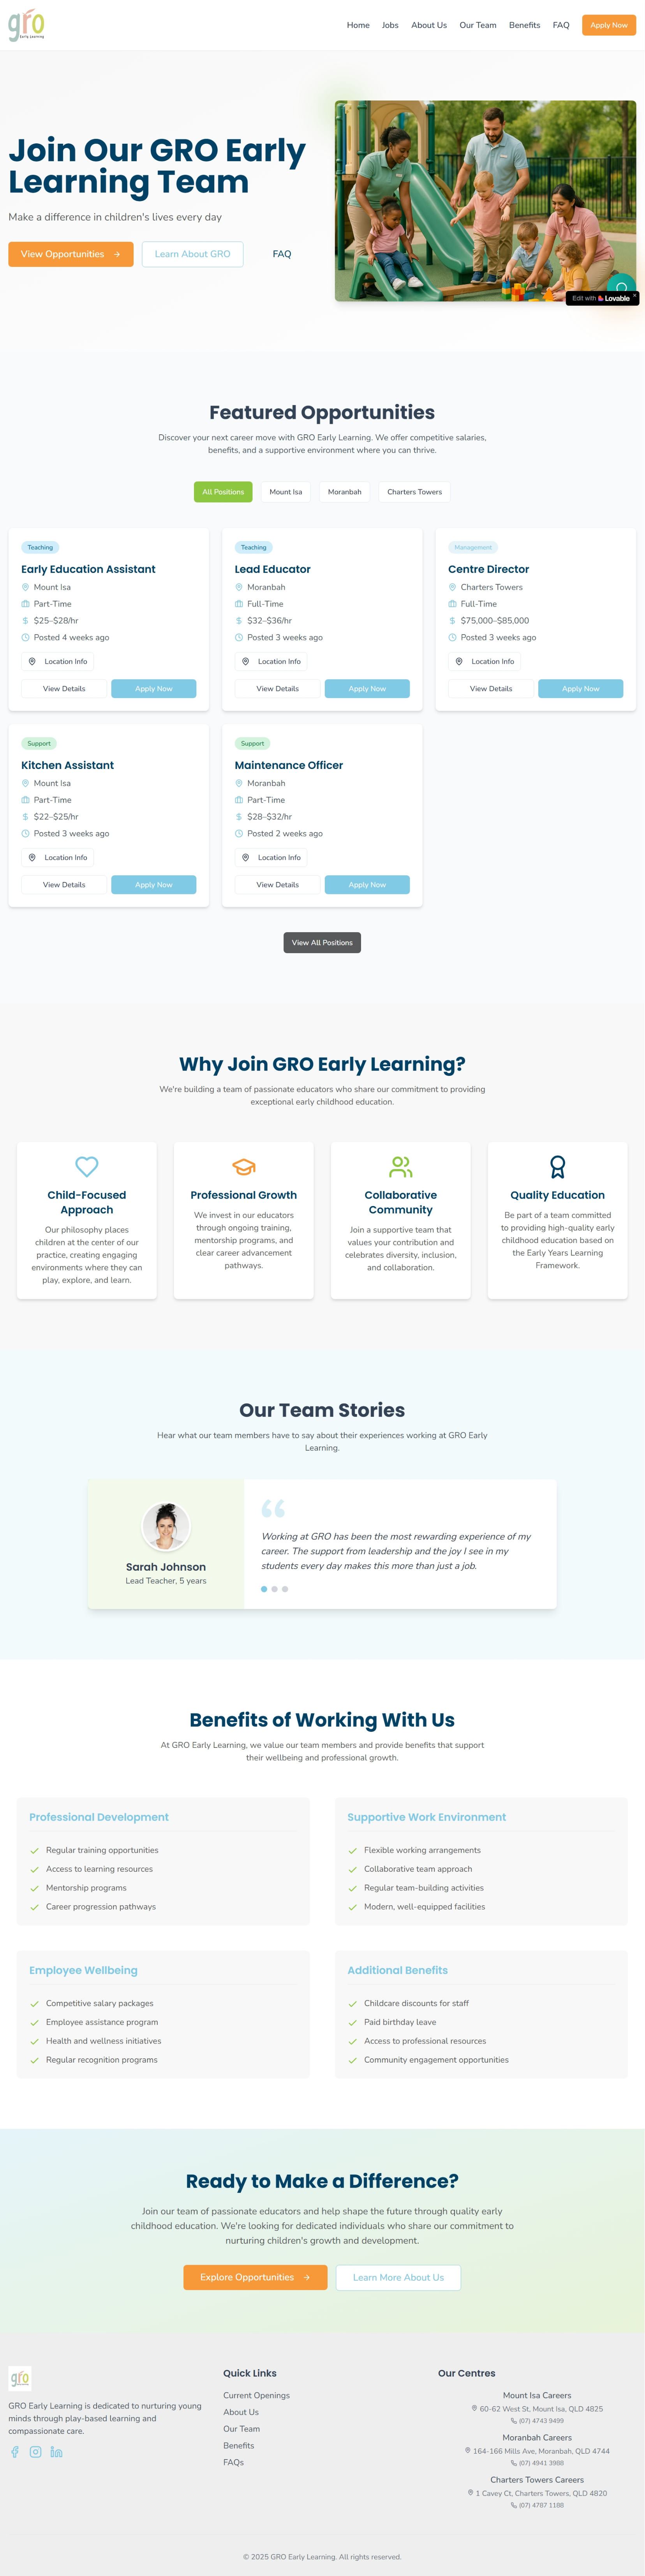 gro
Early Learning
Home Jobs About Us Our Team Benefits FAQ Apply Now
Join Our GRO Early
Learning Team
Make a difference in children's lives every day
View Opportunities → Learn About GRO FAQ
Edit with Lovable ×
Featured Opportunities
Discover your next career move with GRO Early Learning. We offer competitive salaries,
benefits, and a supportive environment where you can thrive.
All Positions Mount Isa Moranbah Charters Towers
Teaching
Early Education Assistant
Mount Isa
Part-Time
$25–$28/hr
Posted 4 weeks ago
Location Info
View Details Apply Now
Teaching
Lead Educator
Moranbah
Full-Time
$32–$36/hr
Posted 3 weeks ago
Location Info
View Details Apply Now
Management
Centre Director
Charters Towers
Full-Time
$75,000–$85,000
Posted 3 weeks ago
Location Info
View Details Apply Now
Support
Kitchen Assistant
Mount Isa
Part-Time
$22–$25/hr
Posted 3 weeks ago
Location Info
View Details Apply Now
Support
Maintenance Officer
Moranbah
Part-Time
$28–$32/hr
Posted 2 weeks ago
Location Info
View Details Apply Now
View All Positions
Why Join GRO Early Learning?
We're building a team of passionate educators who share our commitment to providing
exceptional early childhood education.
Child-Focused
Approach
Our philosophy places
children at the center of our
practice, creating engaging
environments where they can
play, explore, and learn.
Professional Growth
We invest in our educators
through ongoing training,
mentorship programs, and
clear career advancement
pathways.
Collaborative
Community
Join a supportive team that
values your contribution and
celebrates diversity, inclusion,
and collaboration.
Quality Education
Be part of a team committed
to providing high-quality early
childhood education based on
the Early Years Learning
Framework.
Our Team Stories
Hear what our team members have to say about their experiences working at GRO Early
Learning.
Sarah Johnson
Lead Teacher, 5 years
“
Working at GRO has been the most rewarding experience of my
career. The support from leadership and the joy I see in my
students every day makes this more than just a job.
Benefits of Working With Us
At GRO Early Learning, we value our team members and provide benefits that support
their wellbeing and professional growth.
Professional Development
Regular training opportunities
Access to learning resources
Mentorship programs
Career progression pathways
Supportive Work Environment
Flexible working arrangements
Collaborative team approach
Regular team-building activities
Modern, well-equipped facilities
Employee Wellbeing
Competitive salary packages
Employee assistance program
Health and wellness initiatives
Regular recognition programs
Additional Benefits
Childcare discounts for staff
Paid birthday leave
Access to professional resources
Community engagement opportunities
Ready to Make a Difference?
Join our team of passionate educators and help shape the future through quality early
childhood education. We're looking for dedicated individuals who share our commitment to
nurturing children's growth and development.
Explore Opportunities → Learn More About Us
gro
GRO Early Learning is dedicated to nurturing young
minds through play-based learning and
compassionate care.
Quick Links
Current Openings
About Us
Our Team
Benefits
FAQs
Our Centres
Mount Isa Careers
60-62 West St, Mount Isa, QLD 4825
(07) 4743 9499
Moranbah Careers
164-166 Mills Ave, Moranbah, QLD 4744
(07) 4941 3988
Charters Towers Careers
1 Cavey Ct, Charters Towers, QLD 4820
(07) 4787 1188
© 2025 GRO Early Learning. All rights reserved.